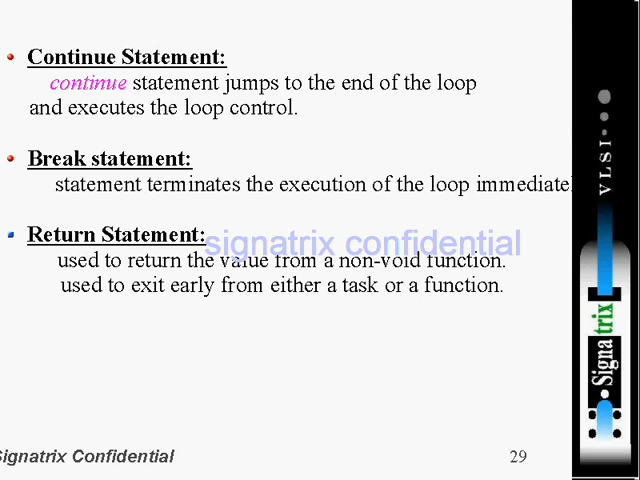 Continue Statement:
continue statement jumps to the end of the loop
and executes the loop control.
Break statement:
statement terminates the execution of the loop immediatel
Return Statement:
signatrix confidential
used to return the value from a non-void function.
used to exit early from either a task or a function.
Signatrix Confidential
29
VLSI
Signatrix